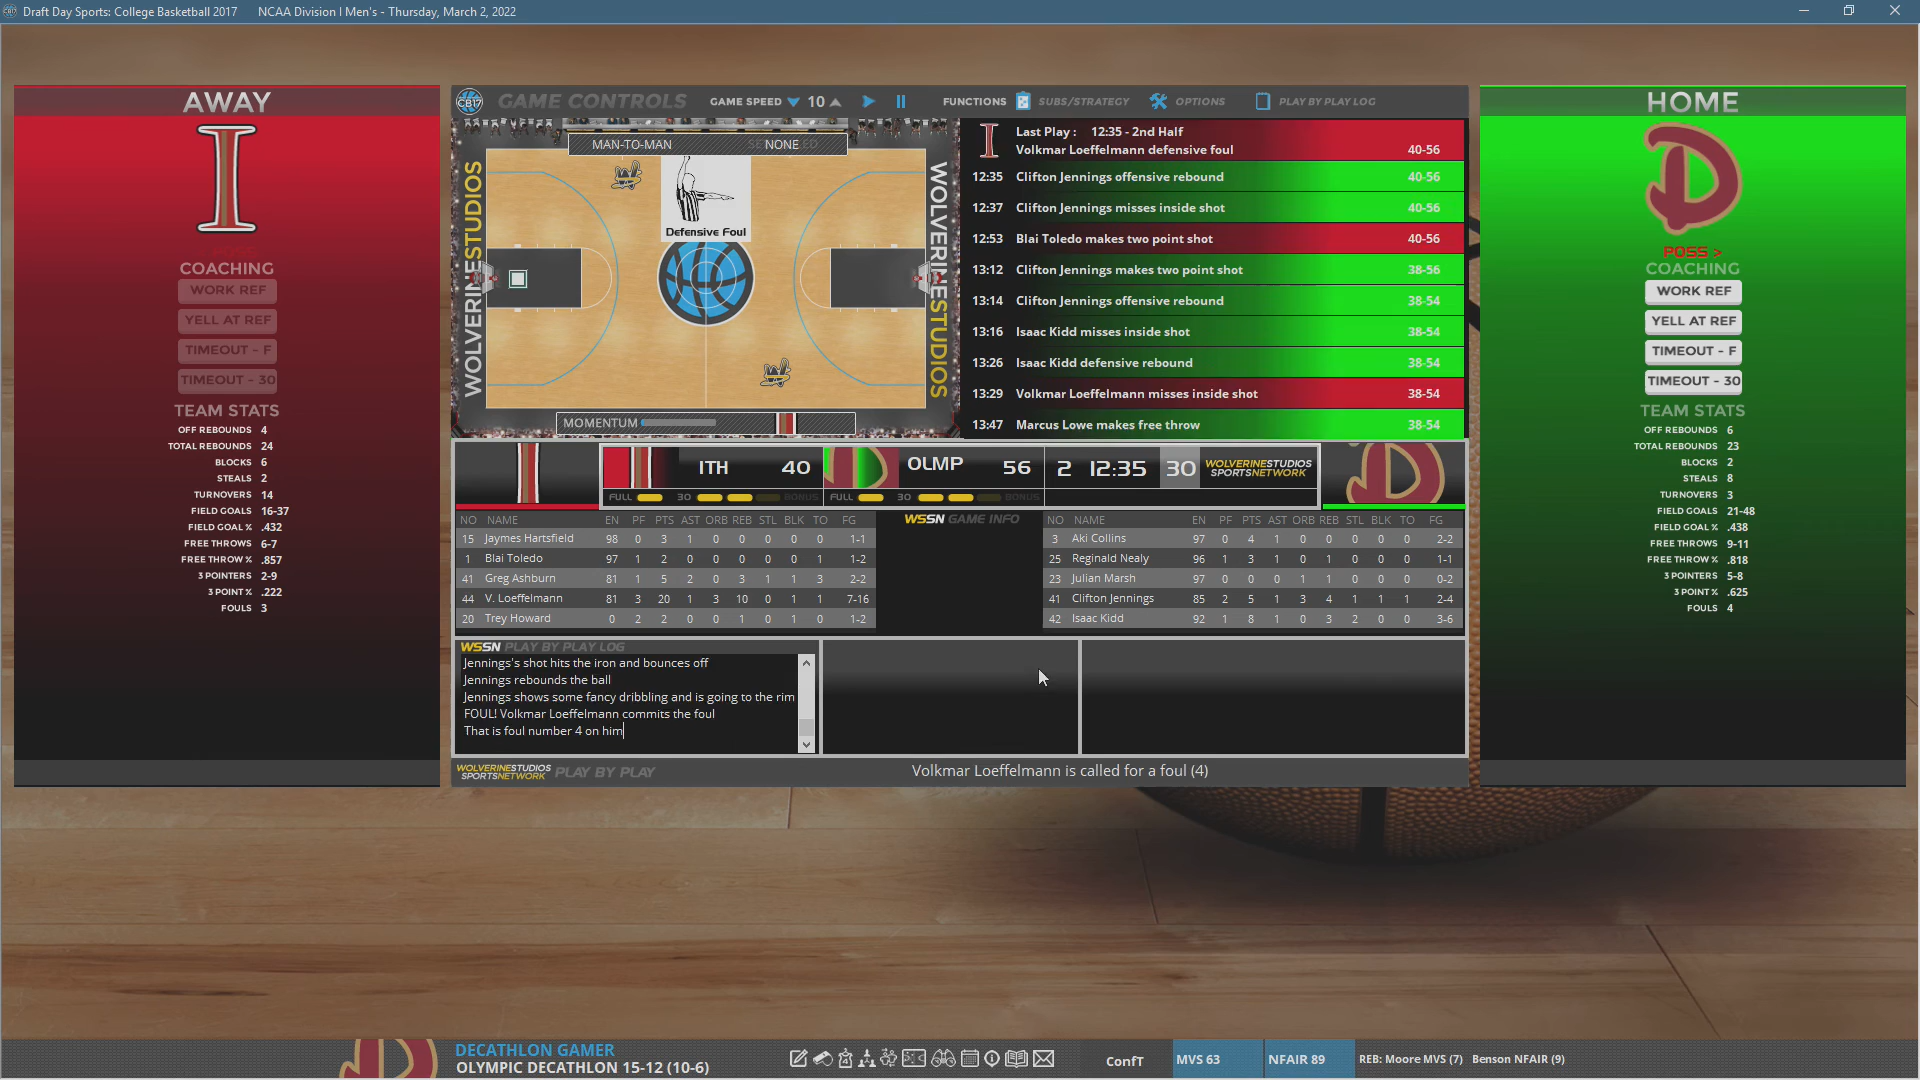 Draft Day Sports: College Basketball 2017 NCAA Division I Men's - Thursday, March 2, 2022
AWAY
COACHING
WORK REF
YELL AT REF
TIMEOUT - F
TIMEOUT - 30
TEAM STATS
OFF REBOUNDS 4
TOTAL REBOUNDS 24
BLOCKS 6
STEALS 2
TURNOVERS 14
FIELD GOALS 16-37
FIELD GOAL % .432
FREE THROWS 6-7
FREE THROW % .857
3 POINTERS 2-9
3 POINT % .222
FOULS 3
CB17 GAME CONTROLS GAME SPEED 10 FUNCTIONS SUBS/STRATEGY OPTIONS PLAY BY PLAY LOG
MAN-TO-MAN NONE
WOLVERINESTUDIOS
Defensive Foul
WOLVERINESTUDIOS
MOMENTUM
Last Play : 12:35 - 2nd Half
Volkmar Loeffelmann defensive foul 40-56
12:35 Clifton Jennings offensive rebound 40-56
12:37 Clifton Jennings misses inside shot 40-56
12:53 Blai Toledo makes two point shot 40-56
13:12 Clifton Jennings makes two point shot 38-56
13:14 Clifton Jennings offensive rebound 38-54
13:16 Isaac Kidd misses inside shot 38-54
13:26 Isaac Kidd defensive rebound 38-54
13:29 Volkmar Loeffelmann misses inside shot 38-54
13:47 Marcus Lowe makes free throw 38-54
HOME
POSS >
COACHING
WORK REF
YELL AT REF
TIMEOUT - F
TIMEOUT - 30
TEAM STATS
OFF REBOUNDS 6
TOTAL REBOUNDS 23
BLOCKS 2
STEALS 8
TURNOVERS 3
FIELD GOALS 21-48
FIELD GOAL % .438
FREE THROWS 9-11
FREE THROW % .818
3 POINTERS 5-8
3 POINT % .625
FOULS 4
ITH 40 OLMP 56 2 12:35 30 WOLVERINESTUDIOS SPORTSNETWORK
FULL 30 BONUS FULL 30 BONUS
NO NAME EN PF PTS AST ORB REB STL BLK TO FG
15 Jaymes Hartsfield 98 0 3 1 0 0 0 0 0 1-1
1 Blai Toledo 97 1 2 0 0 0 0 0 1 1-2
41 Greg Ashburn 81 1 5 2 0 3 1 1 3 2-2
44 V. Loeffelmann 81 3 20 1 3 10 0 1 1 7-16
20 Trey Howard 0 2 2 0 0 1 0 1 0 1-2
WSSN GAME INFO
NO NAME EN PF PTS AST ORB REB STL BLK TO FG
3 Aki Collins 97 0 4 1 0 0 0 0 0 2-2
25 Reginald Nealy 96 1 3 1 0 0 0 0 0 1-1
23 Julian Marsh 97 0 0 0 1 1 0 0 0 0-2
41 Clifton Jennings 85 2 5 1 3 4 1 1 1 2-4
42 Isaac Kidd 92 1 8 1 0 3 2 0 0 3-6
WSSN PLAY BY PLAY LOG
Jennings's shot hits the iron and bounces off
Jennings rebounds the ball
Jennings shows some fancy dribbling and is going to the rim
FOUL! Volkmar Loeffelmann commits the foul
That is foul number 4 on him
WOLVERINESTUDIOS SPORTSNETWORK PLAY BY PLAY Volkmar Loeffelmann is called for a foul (4)
DECATHLON GAMER
OLYMPIC DECATHLON 15-12 (10-6)
ConfT MVS 63 NFAIR 89 REB: Moore MVS (7) Benson NFAIR (9)